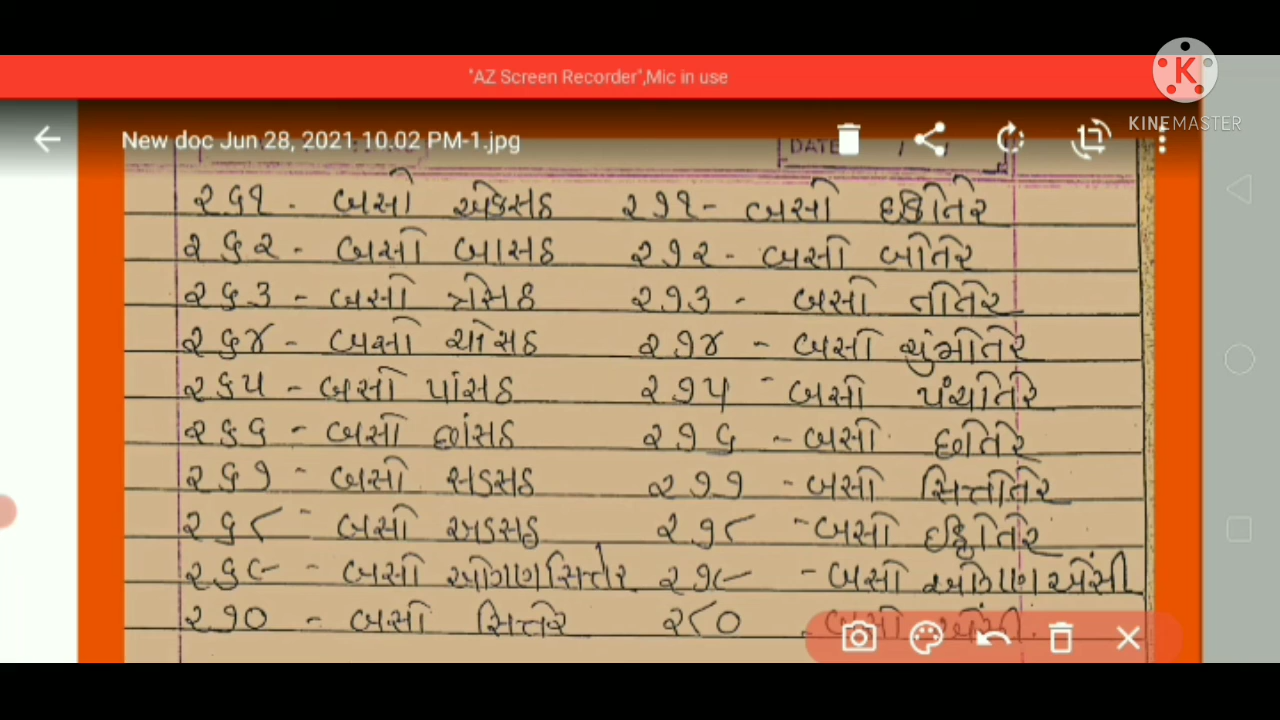 "AZ Screen Recorder",Mic in use
KINEMASTER
New doc Jun 28, 2021 10.02 PM-1.jpg
DATE / /
૨૬૧ - બસો એકસઠ ૨૭૧ - બસો ઈકોતેર
૨૬૨ - બસો બાસઠ ૨૭૨ - બસો બોતેર
૨૬૩ - બસો ત્રેસઠ ૨૭૩ - બસો તોતેર
૨૬૪ - બસો ચોસઠ ૨૭૪ - બસો ચુંમોતેર
૨૬૫ - બસો પાંસઠ ૨૭૫ - બસો પંચોતેર
૨૬૬ - બસો છાંસઠ ૨૭૬ - બસો છોતેર
૨૬૭ - બસો સડસઠ ૨૭૭ - બસો સિત્તોતેર
૨૬૮ - બસો અડસઠ ૨૭૮ - બસો ઈઠ્ઠોતેર
૨૬૯ - બસો ઓગણસિત્તેર ૨૭૯ - બસો ઓગણએંસી
૨૭૦ - બસો સિત્તેર ૨૮૦ - બસો એંસી.